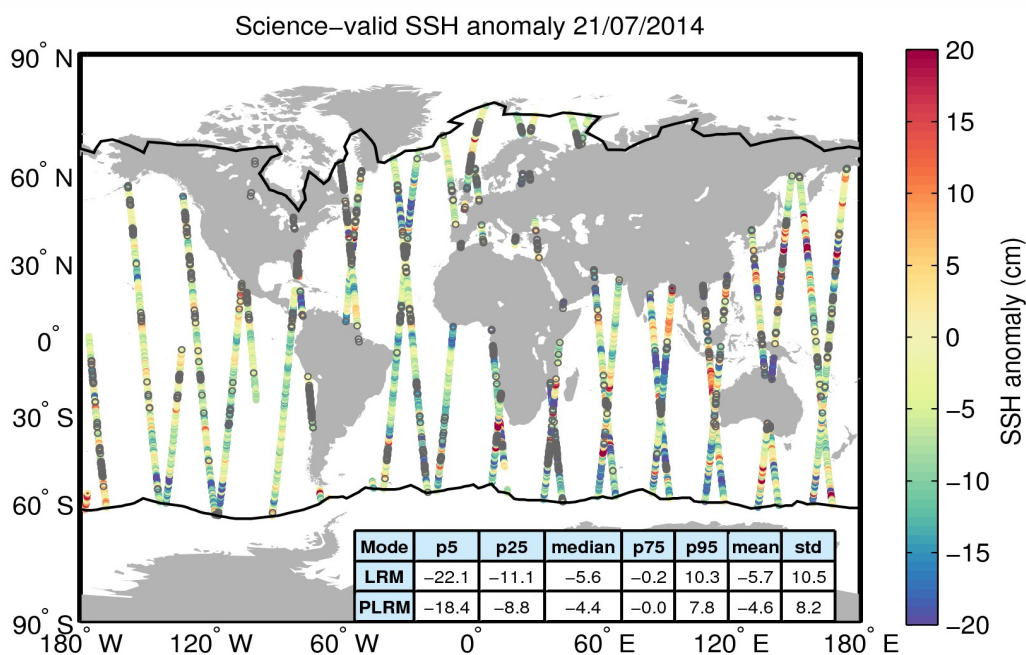 Science−valid SSH anomaly 21/07/2014
90° N
60° N
30° N
0°
30° S
60° S
90° S
180° W
120° W
60° W
0°
60° E
120° E
180° E
20
15
10
5
0
−5
−10
−15
−20
SSH anomaly (cm)
Mode p5 p25 median p75 p95 mean std
LRM −22.1 −11.1 −5.6 −0.2 10.3 −5.7 10.5
PLRM −18.4 −8.8 −4.4 −0.0 7.8 −4.6 8.2